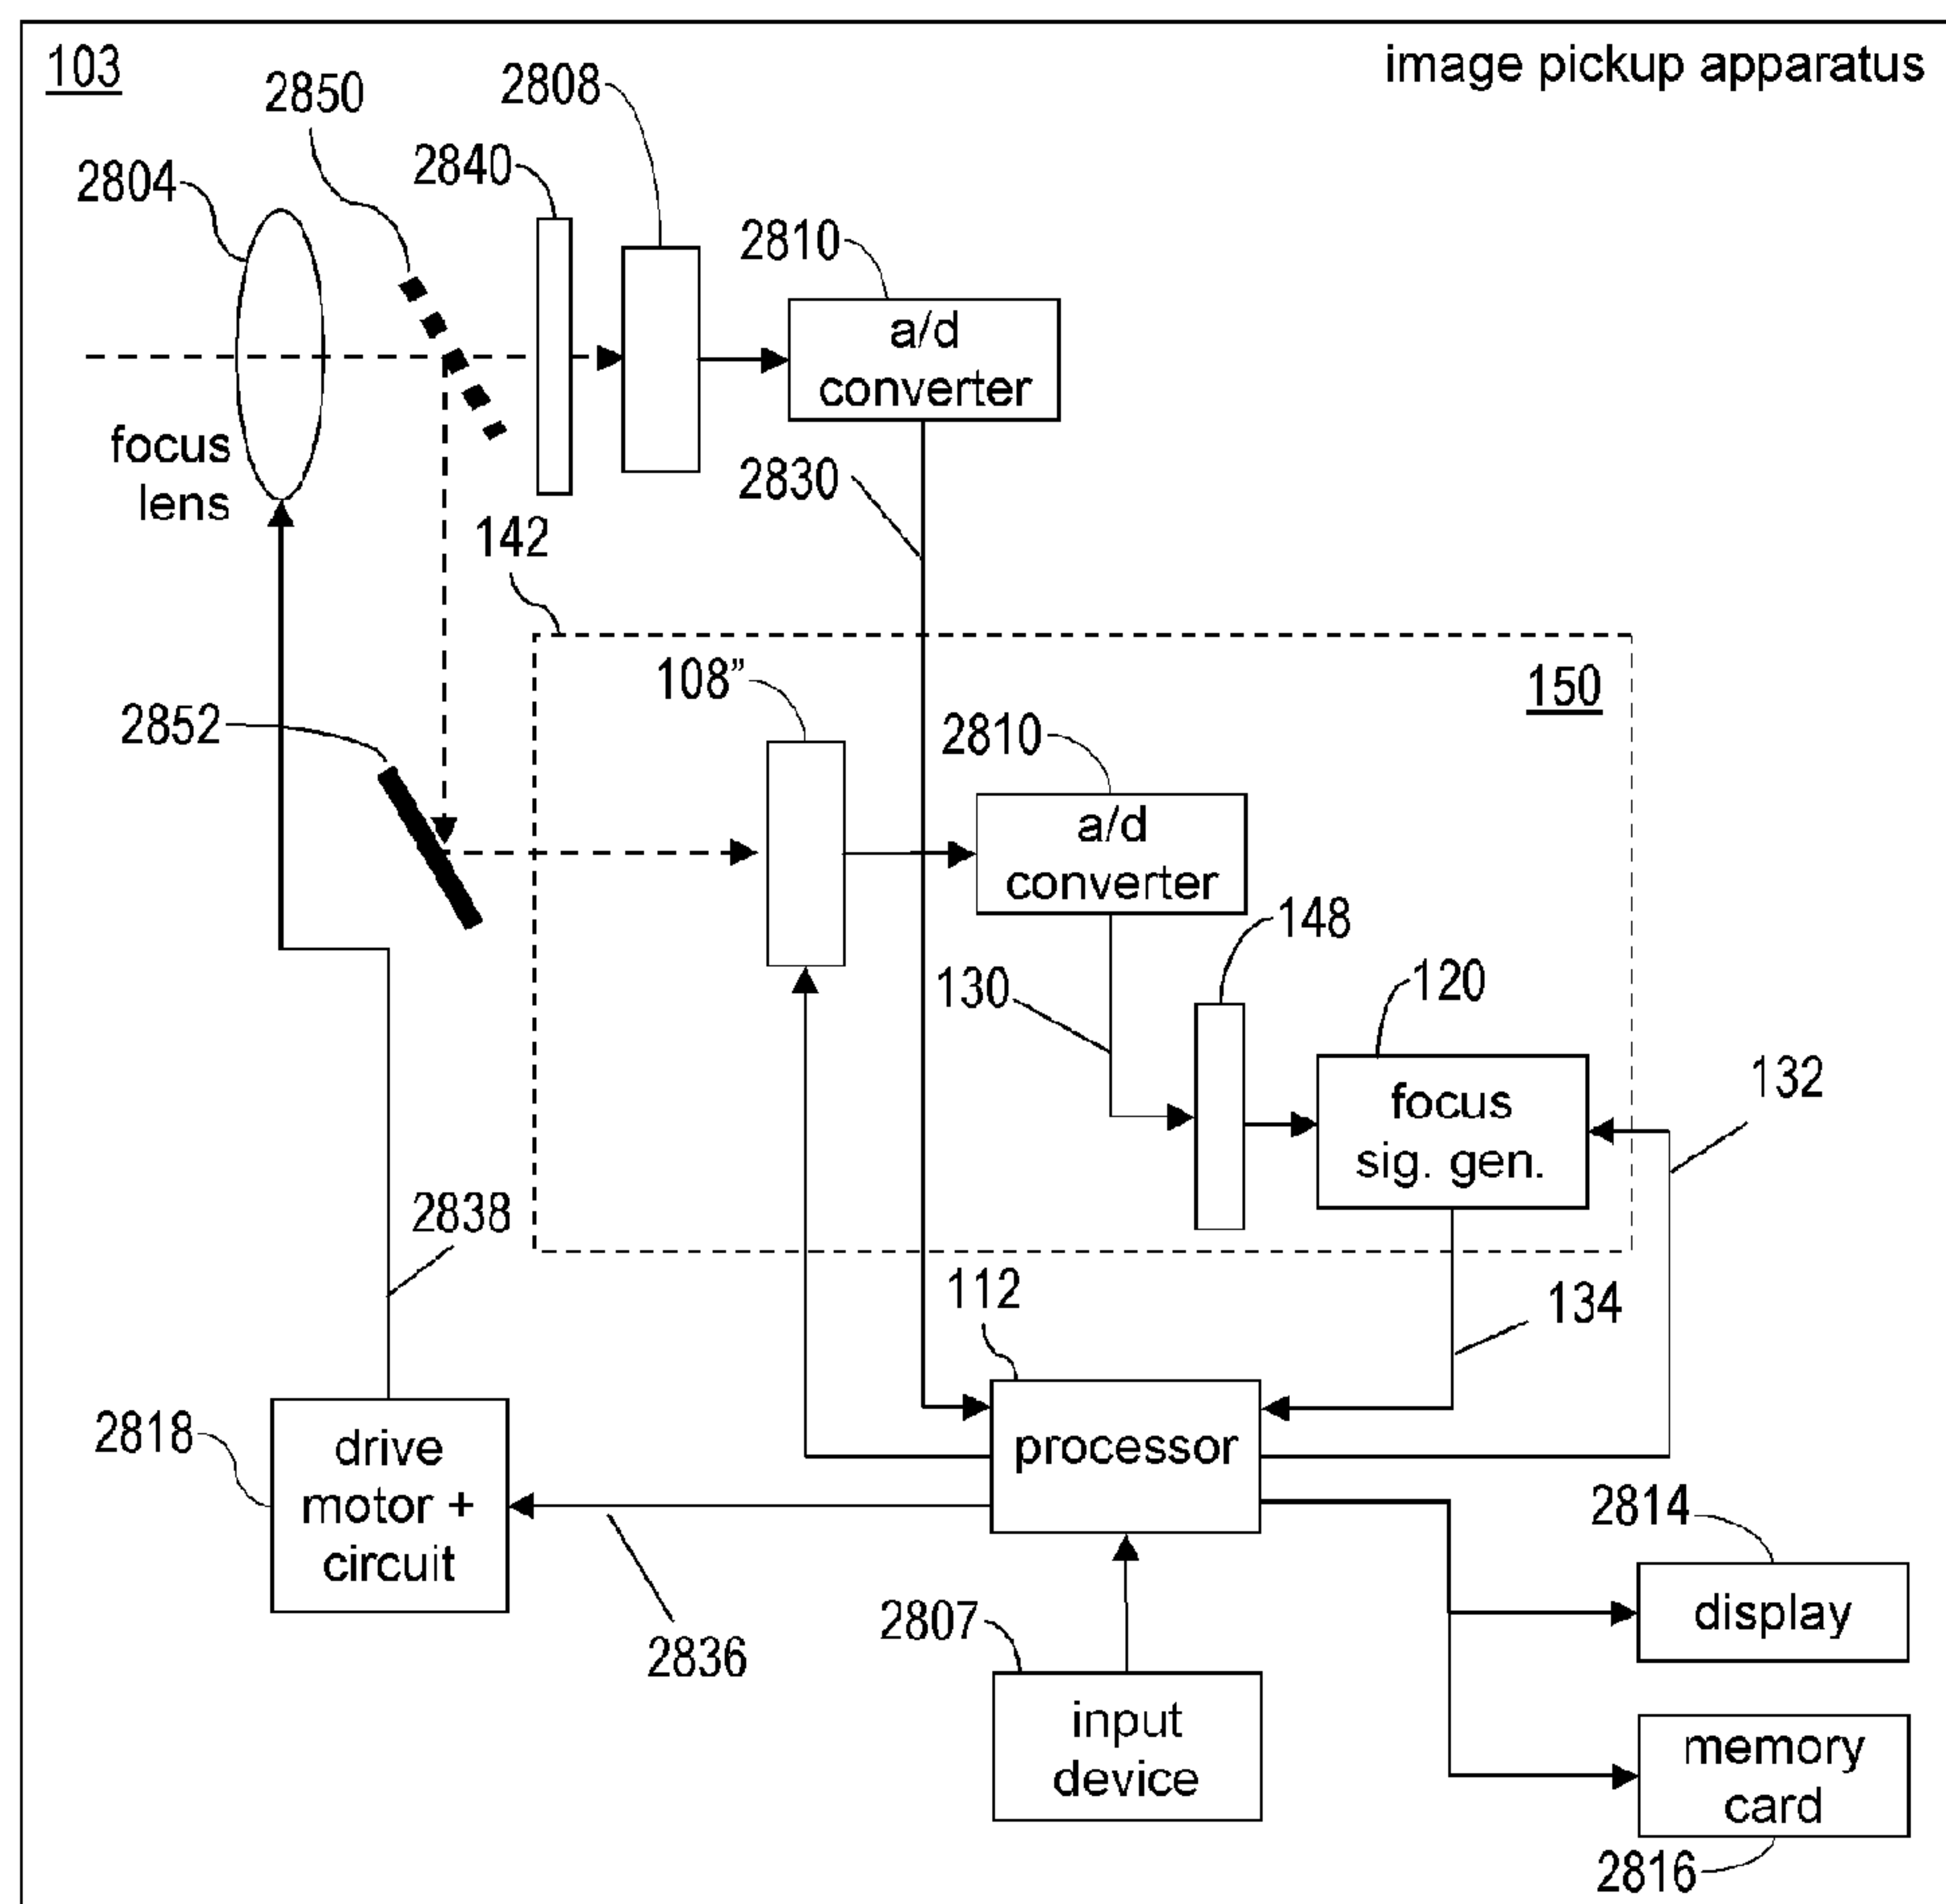 103
image pickup apparatus
2850
2808
2840
2804
2810
a/d
converter
focus
lens
2830
142
108”
150
2852
2810
a/d
converter
148
130
120
132
focus
sig. gen.
2838
112
134
2818
drive
motor +
circuit
processor
2814
display
2807
2836
input
device
memory
card
2816